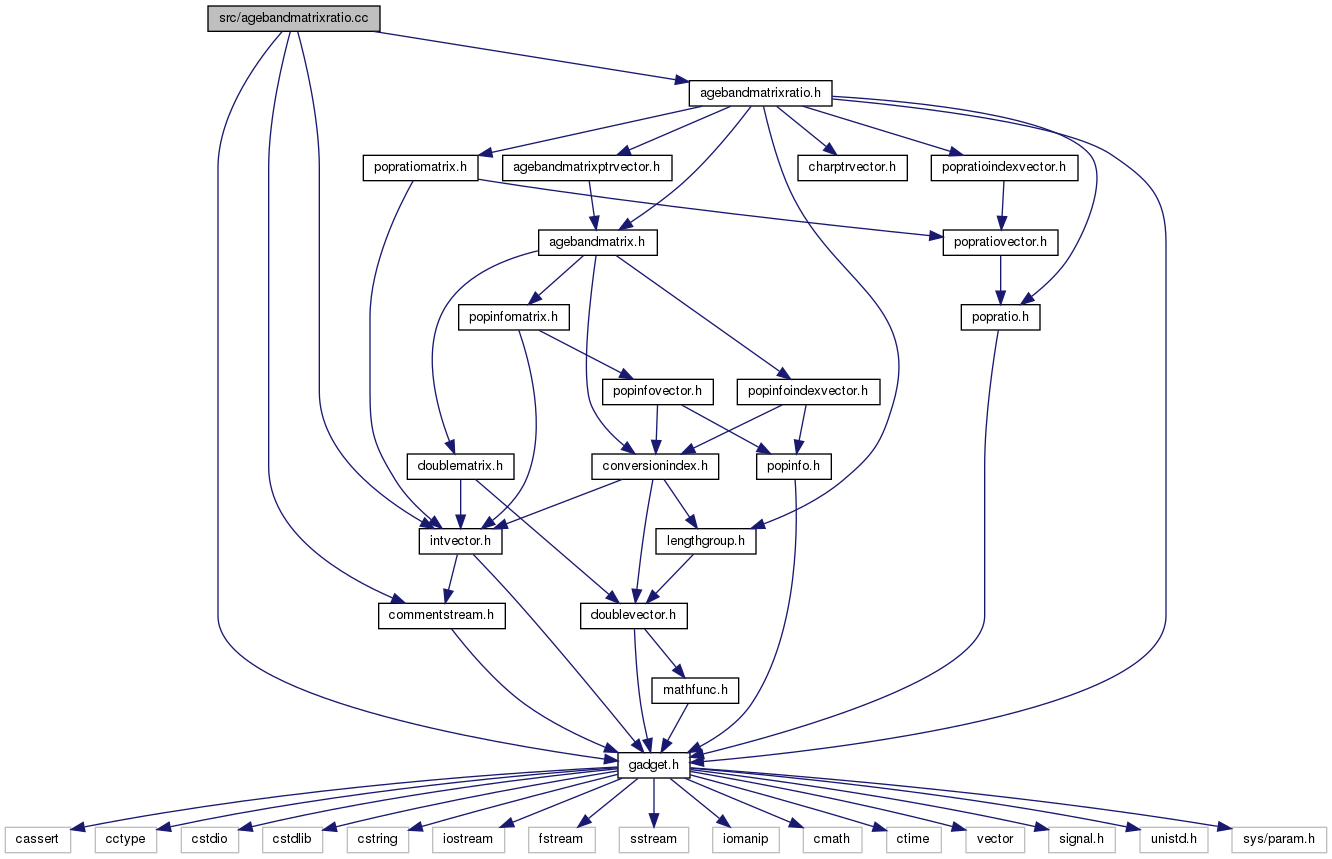 src/agebandmatrixratio.cc
agebandmatrixratio.h
popratiomatrix.h
agebandmatrixptrvector.h
charptrvector.h
popratioindexvector.h
agebandmatrix.h
popratiovector.h
popinfomatrix.h
popratio.h
popinfovector.h
popinfoindexvector.h
doublematrix.h
conversionindex.h
popinfo.h
intvector.h
lengthgroup.h
commentstream.h
doublevector.h
mathfunc.h
gadget.h
cassert
cctype
cstdio
cstdlib
cstring
iostream
fstream
sstream
iomanip
cmath
ctime
vector
signal.h
unistd.h
sys/param.h